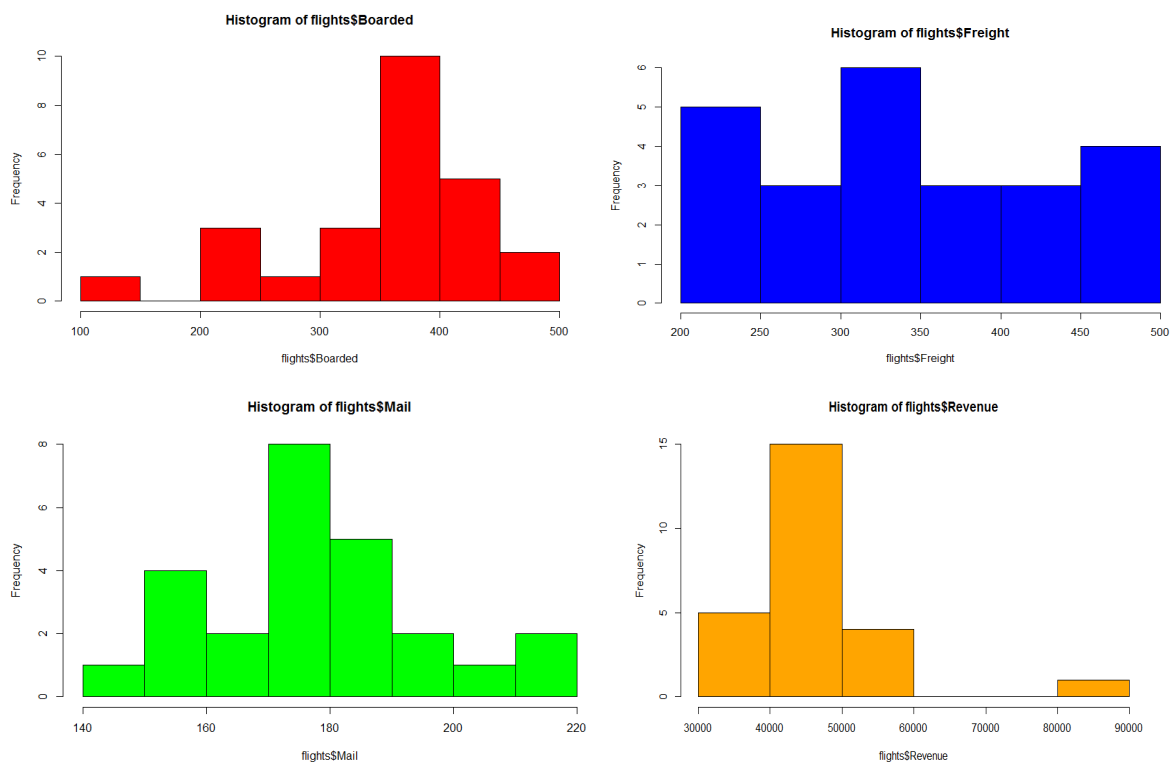 Histogram of flights$Boarded
Frequency
0 2 4 6 8 10
100 200 300 400 500
flights$Boarded
Histogram of flights$Freight
Frequency
0 1 2 3 4 5 6
200 250 300 350 400 450 500
flights$Freight
Histogram of flights$Mail
Frequency
0 2 4 6 8
140 160 180 200 220
flights$Mail
Histogram of flights$Revenue
Frequency
0 5 10 15
30000 40000 50000 60000 70000 80000 90000
flights$Revenue